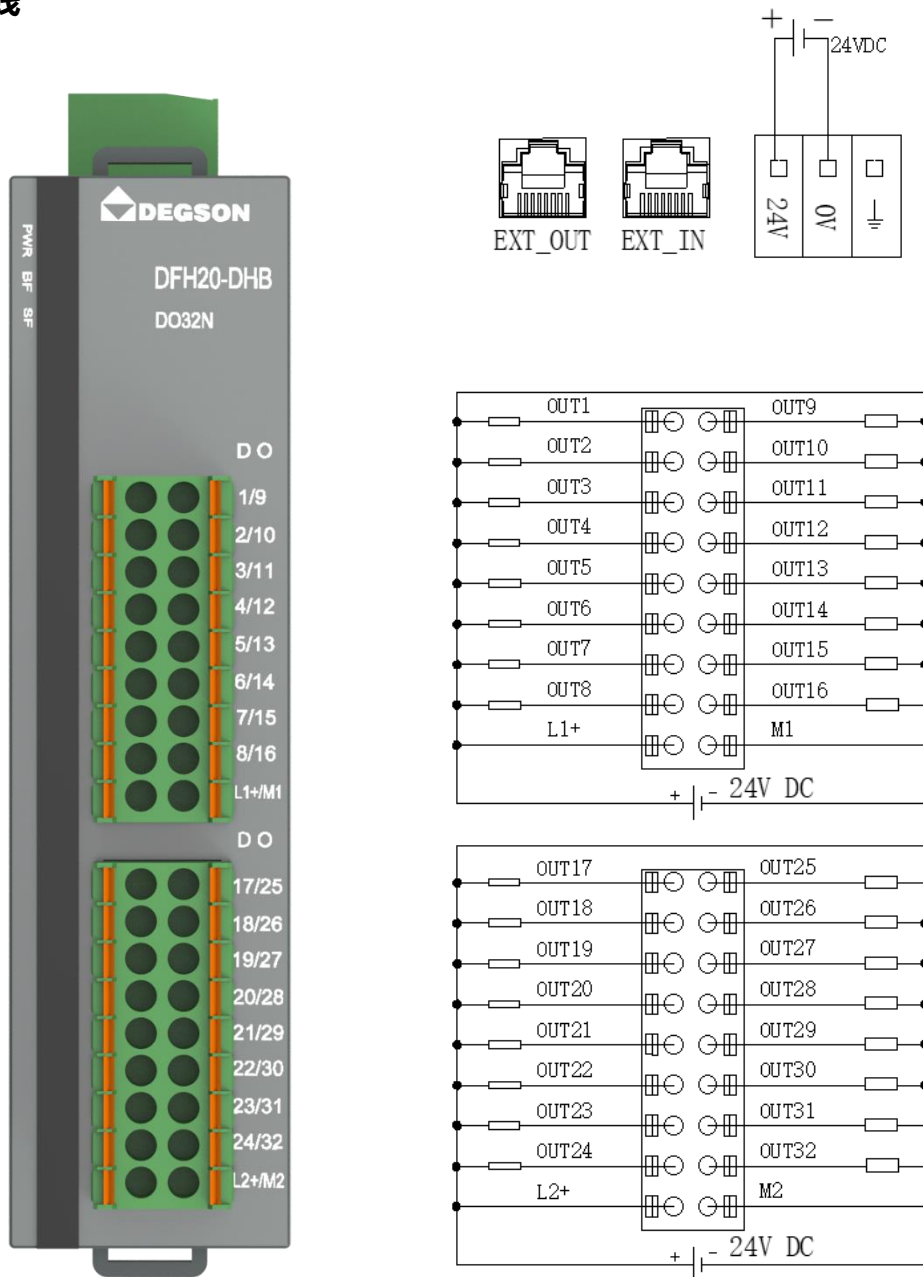 DEGSON
PWR BF SF
DFH20-DHB
DO32N
DO
1/9
2/10
3/11
4/12
5/13
6/14
7/15
8/16
L1+/M1
DO
17/25
18/26
19/27
20/28
21/29
22/30
23/31
24/32
L2+/M2
+ −
24VDC
24V 0V
EXT_OUT EXT_IN
OUT1 OUT9
OUT2 OUT10
OUT3 OUT11
OUT4 OUT12
OUT5 OUT13
OUT6 OUT14
OUT7 OUT15
OUT8 OUT16
L1+ M1
+ - 24V DC
OUT17 OUT25
OUT18 OUT26
OUT19 OUT27
OUT20 OUT28
OUT21 OUT29
OUT22 OUT30
OUT23 OUT31
OUT24 OUT32
L2+ M2
+ - 24V DC